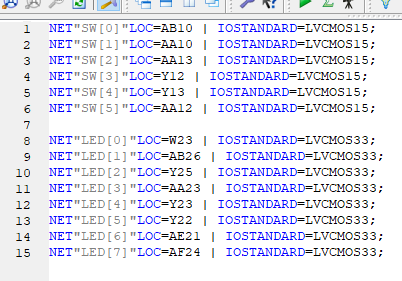 1 NET"SW[0]"LOC=AB10 | IOSTANDARD=LVCMOS15;
2 NET"SW[1]"LOC=AA10 | IOSTANDARD=LVCMOS15;
3 NET"SW[2]"LOC=AA13 | IOSTANDARD=LVCMOS15;
4 NET"SW[3]"LOC=Y12 | IOSTANDARD=LVCMOS15;
5 NET"SW[4]"LOC=Y13 | IOSTANDARD=LVCMOS15;
6 NET"SW[5]"LOC=AA12 | IOSTANDARD=LVCMOS15;
7
8 NET"LED[0]"LOC=W23 | IOSTANDARD=LVCMOS33;
9 NET"LED[1]"LOC=AB26 | IOSTANDARD=LVCMOS33;
10 NET"LED[2]"LOC=Y25 | IOSTANDARD=LVCMOS33;
11 NET"LED[3]"LOC=AA23 | IOSTANDARD=LVCMOS33;
12 NET"LED[4]"LOC=Y23 | IOSTANDARD=LVCMOS33;
13 NET"LED[5]"LOC=Y22 | IOSTANDARD=LVCMOS33;
14 NET"LED[6]"LOC=AE21 | IOSTANDARD=LVCMOS33;
15 NET"LED[7]"LOC=AF24 | IOSTANDARD=LVCMOS33;